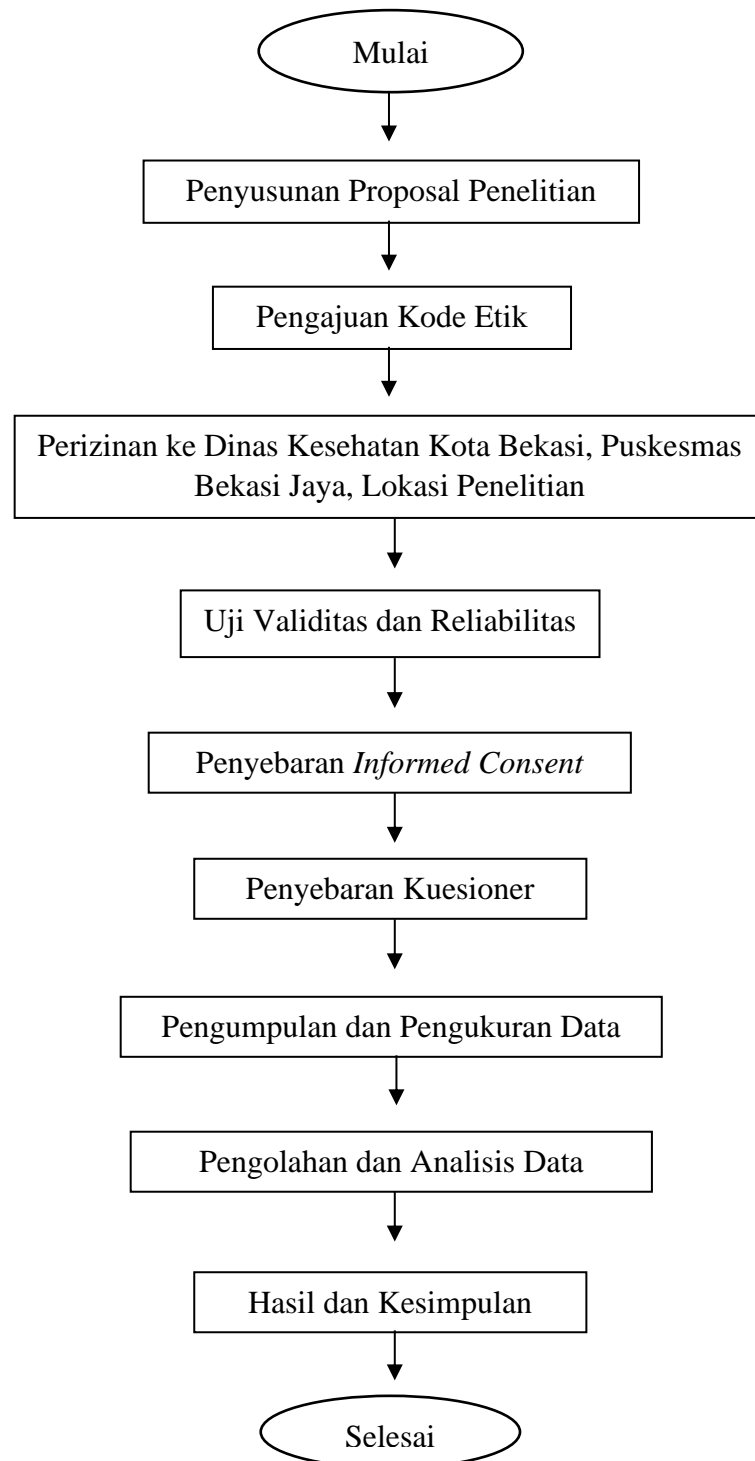 Mulai
Penyusunan Proposal Penelitian
Pengajuan Kode Etik
Perizinan ke Dinas Kesehatan Kota Bekasi, Puskesmas
Bekasi Jaya, Lokasi Penelitian
Uji Validitas dan Reliabilitas
Penyebaran Informed Consent
Penyebaran Kuesioner
Pengumpulan dan Pengukuran Data
Pengolahan dan Analisis Data
Hasil dan Kesimpulan
Selesai